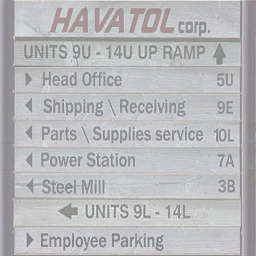 HAVATOL corp.
UNITS 9U - 14U UP RAMP
Head Office 5U
Shipping \ Receiving 9E
Parts \ Supplies service 10L
Power Station 7A
Steel Mill 3B
UNITS 9L - 14L
Employee Parking